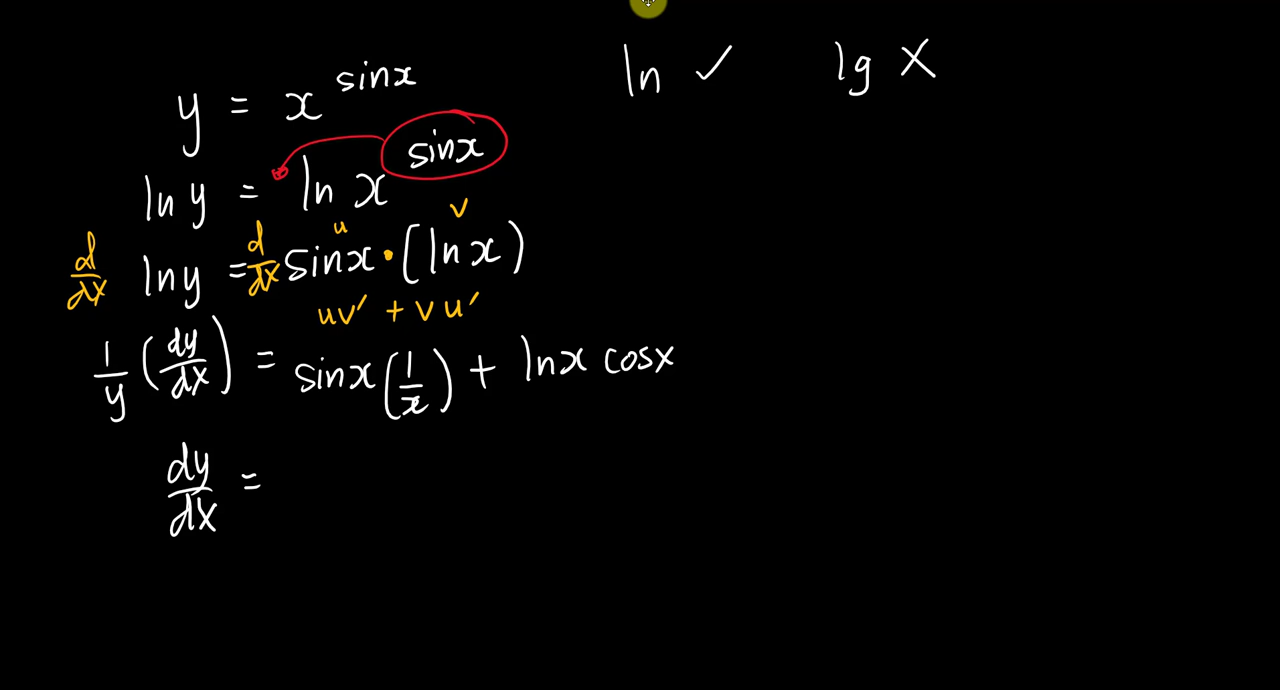 ln ✓ lg X
y = x^sinx
ln y = ln x^sinx
u v
d/dx ln y = d/dx sinx · (ln x)
uv′ + vu′
1/y (dy/dx) = sinx (1/x) + lnx cosx
dy/dx =